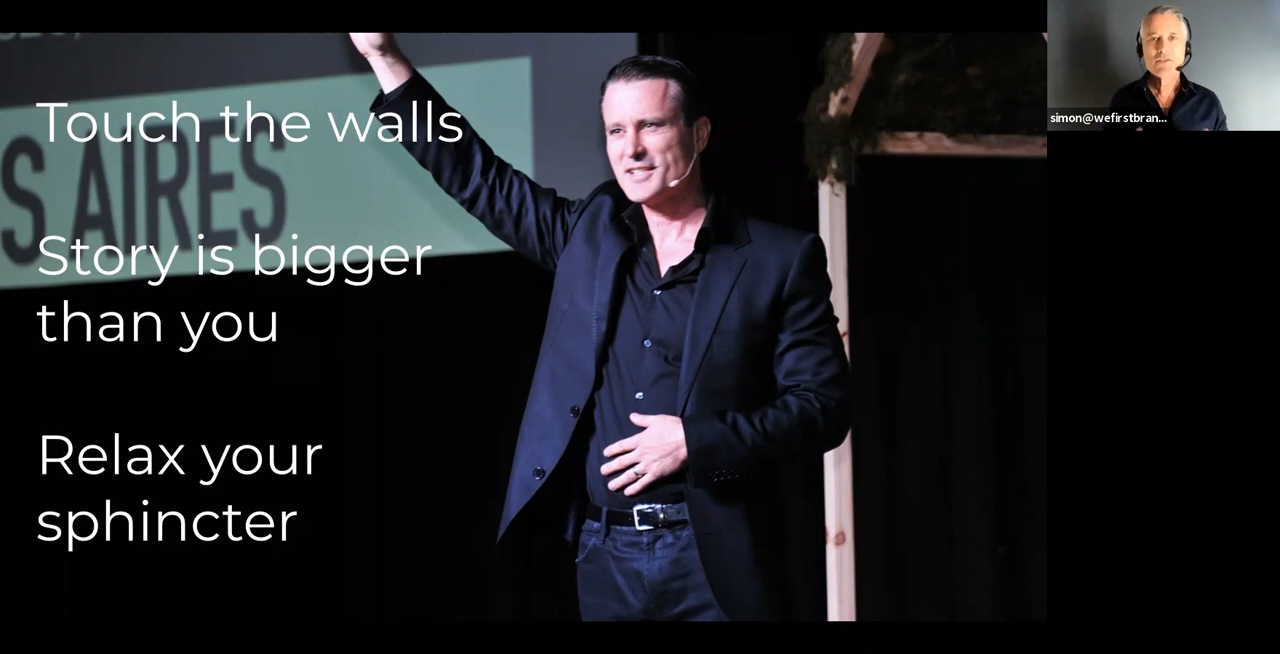 Touch the walls
S AIRES
Story is bigger
than you
Relax your
sphincter
simon@wefirstbran...